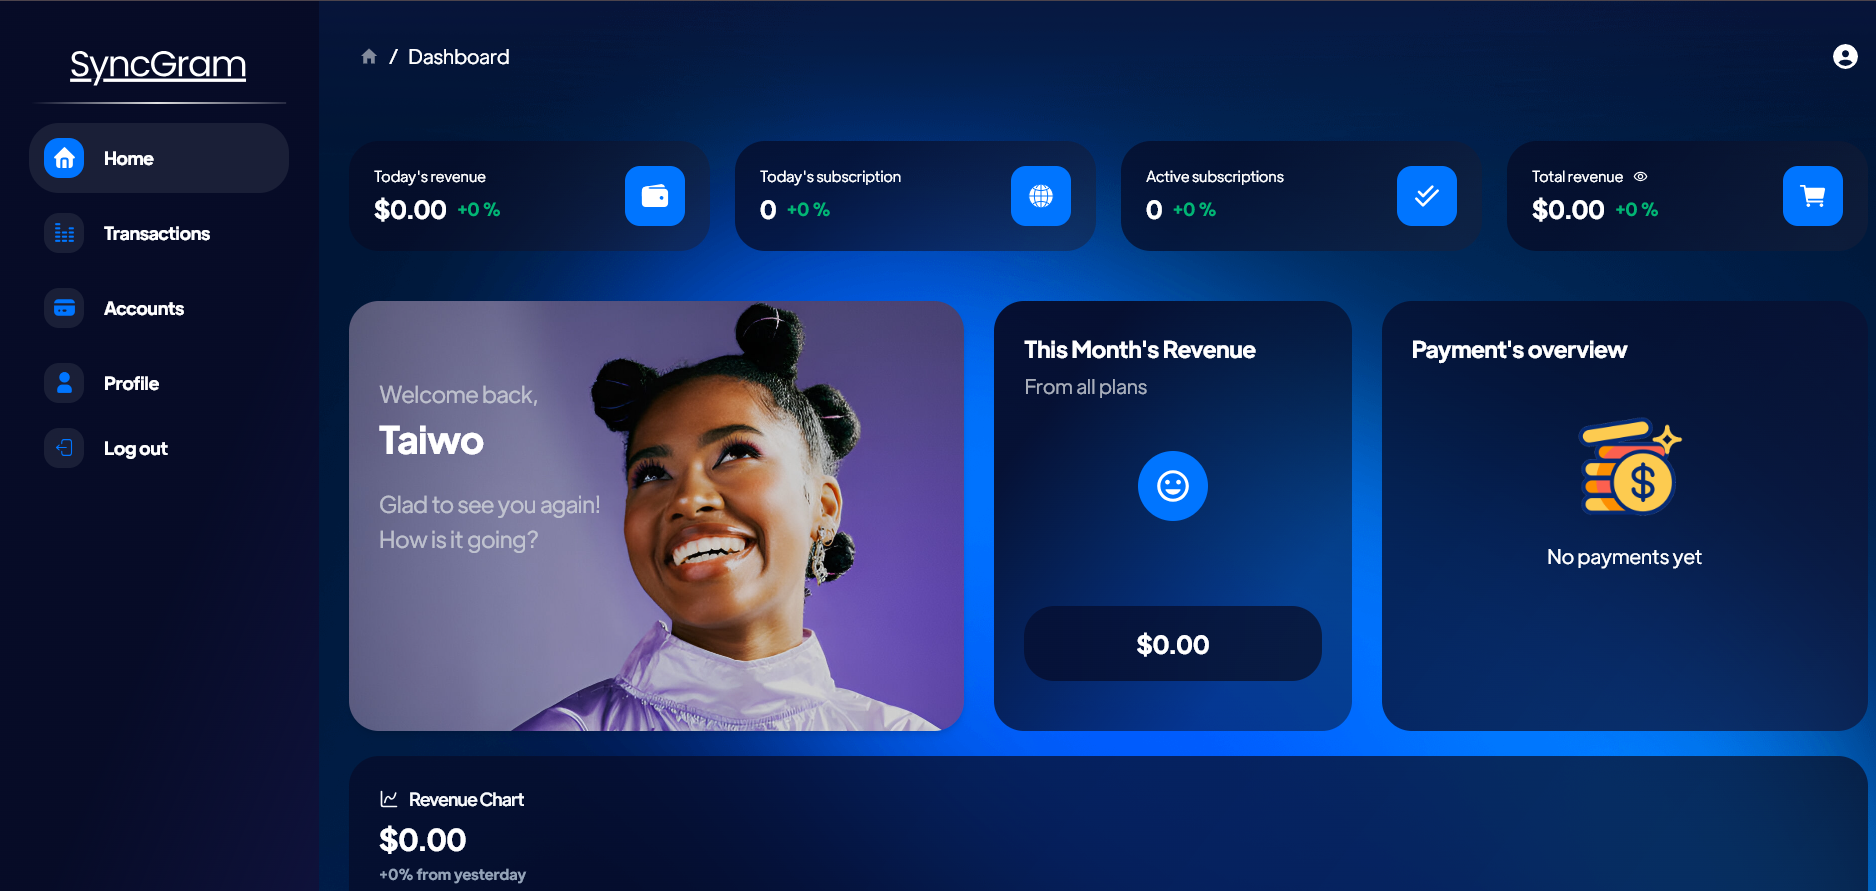 SyncGram
Home
Transactions
Accounts
Profile
Log out
/ Dashboard
Today's revenue
$0.00 +0 %
Today's subscription
0 +0 %
Active subscriptions
0 +0 %
Total revenue
$0.00 +0 %
Welcome back,
Taiwo
Glad to see you again!
How is it going?
This Month's Revenue
From all plans
$0.00
Payment's overview
No payments yet
Revenue Chart
$0.00
+0% from yesterday